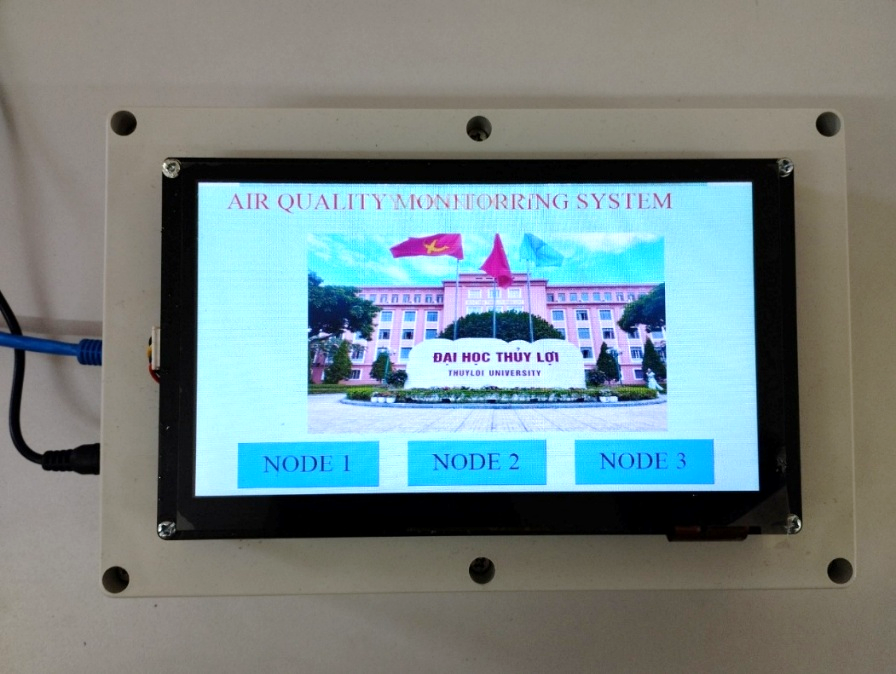 AIR QUALITY MONITORRING SYSTEM
ĐẠI HỌC THỦY LỢI
THUYLOI UNIVERSITY
NODE 1
NODE 2
NODE 3